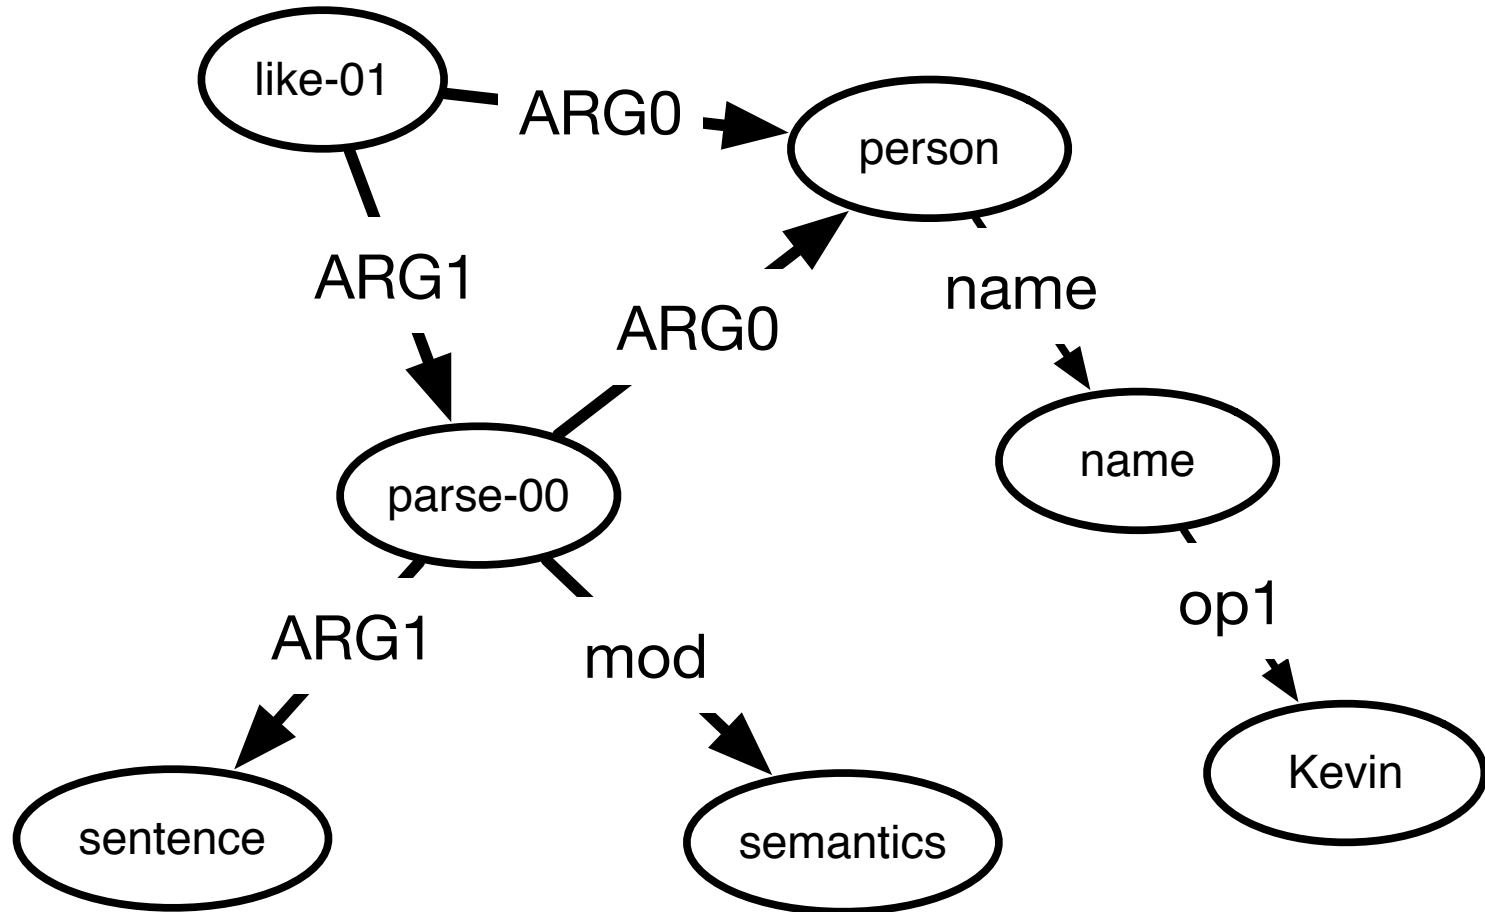 like-01
ARG0
person
ARG1
ARG0
name
name
parse-00
op1
ARG1
mod
Kevin
sentence
semantics